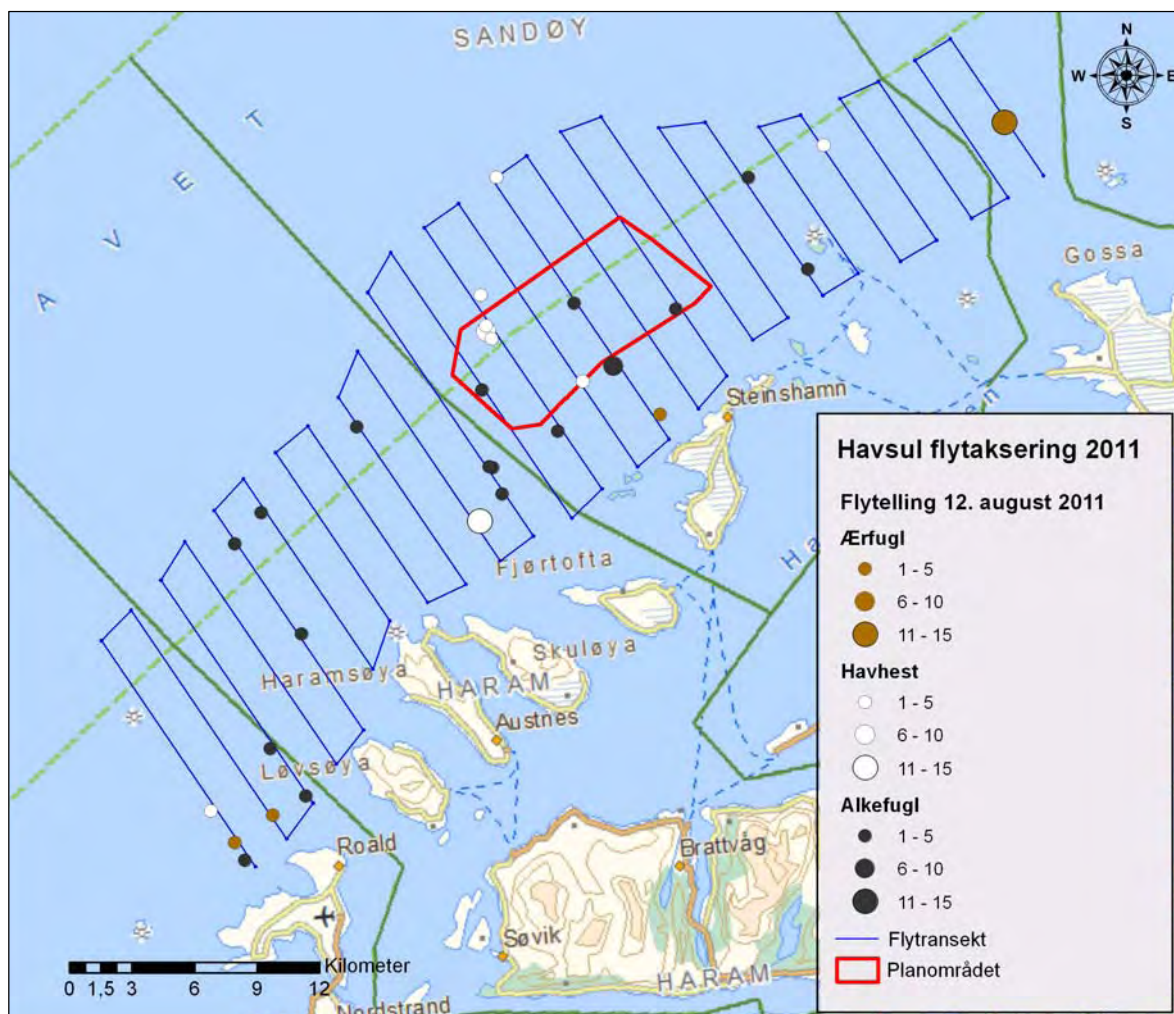 SANDØY
N
W
E
S
T
E
V
A
Gossa
Steinshamn
Fjørtofta
Skuløya
Haramsøya
HARAM
Austnes
Løvsøya
Roald
Brattvåg
Søvik
HARAM
Nordstrand
Kilometer
0 1,5 3 6 9 12
Havsul flytaksering 2011
Flytelling 12. august 2011
Ærfugl
1 - 5
6 - 10
11 - 15
Havhest
1 - 5
6 - 10
11 - 15
Alkefugl
1 - 5
6 - 10
11 - 15
Flytransekt
Planområdet